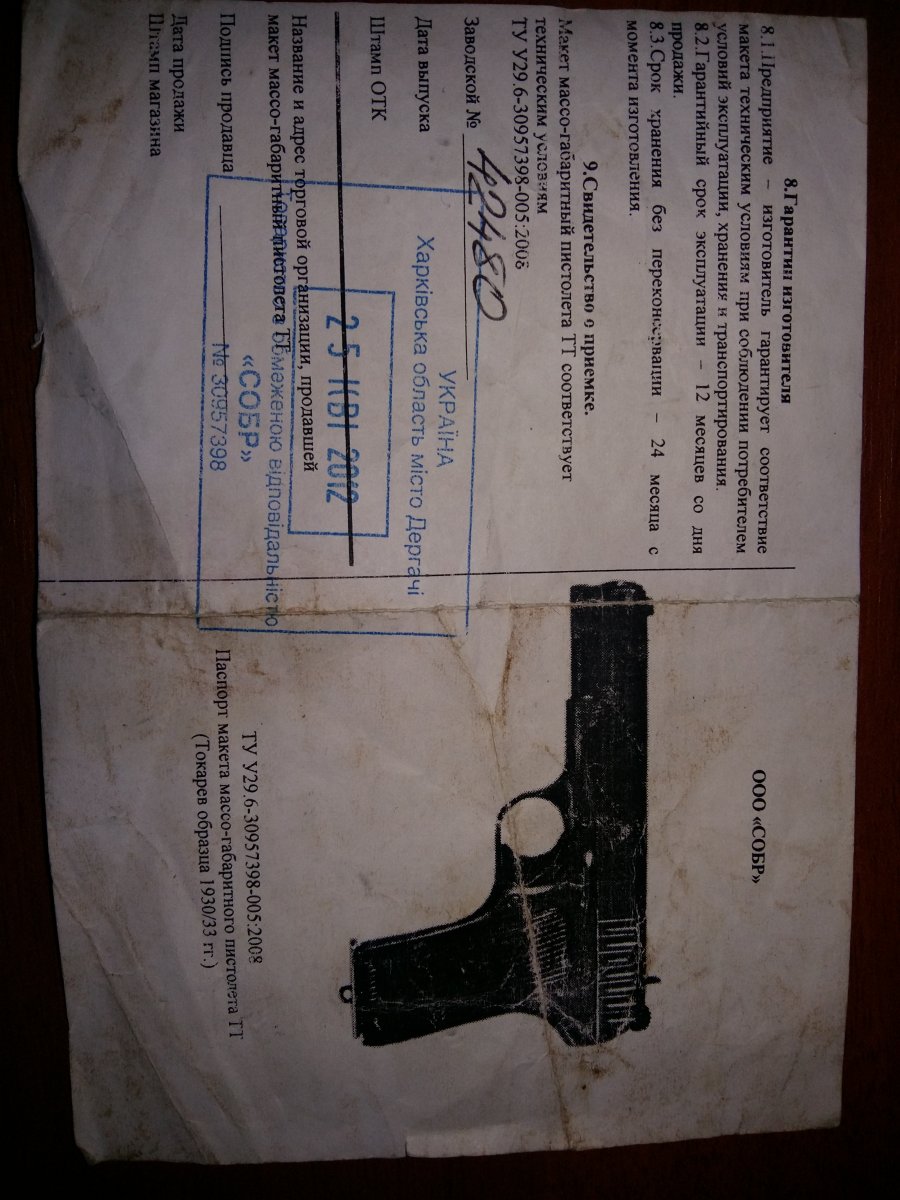 8.Гарантии изготовителя
8.1.Предприятие – изготовитель гарантирует соответствие
макета техническим условиям при соблюдении потребителем
условий эксплуатации, хранения и транспортирования.
8.2.Гарантийный срок эксплуатации – 12 месяцев со дня
продажи.
8.3.Срок хранения без переконсервации – 24 месяца с
момента изготовления.
9.Свидетельство о приемке.
Макет массо-габаритный пистолета ТТ соответствует
техническим условиям
ТУ У29.6-30957398-005:2008
Заводской № 42480
Дата выпуска
Штамп ОТК
25 КВІ 2012
Название и адрес торговой организации, продавшей
макет массо-габаритный пистолета ТТ
Подпись продавца
Дата продажи
Штамп магазина
УКРАЇНА
Харківська область місто Дергачі
обмеженою відповідальністю
«СОБР»
№ 30957398
ООО «СОБР»
ТУ У29.6-30957398-005:2008
Паспорт макета массо-габаритного пистолета ТТ
(Токарев образца 1930/33 гг.)